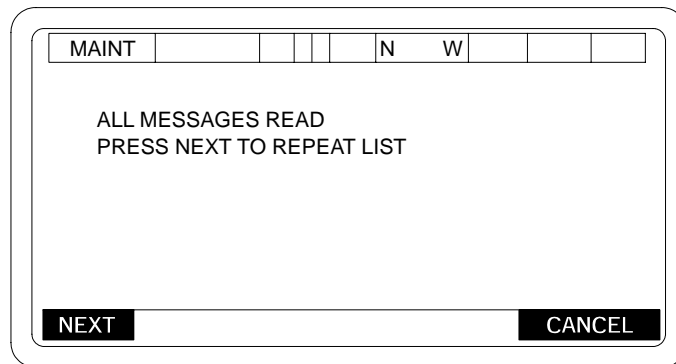 MAINT N W
ALL MESSAGES READ
PRESS NEXT TO REPEAT LIST
NEXT CANCEL